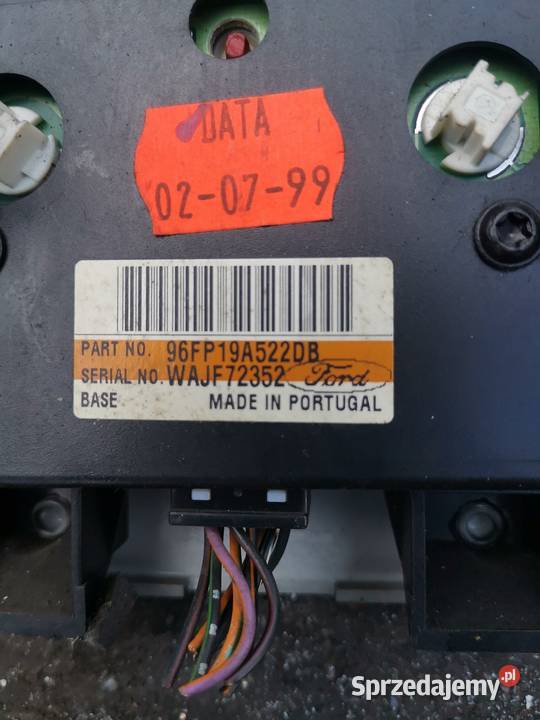 DATA
02-07-99
PART NO. 96FP19A522DB
SERIAL NO. WAJF72352 Ford
BASE MADE IN PORTUGAL
Sprzedajemy.pl